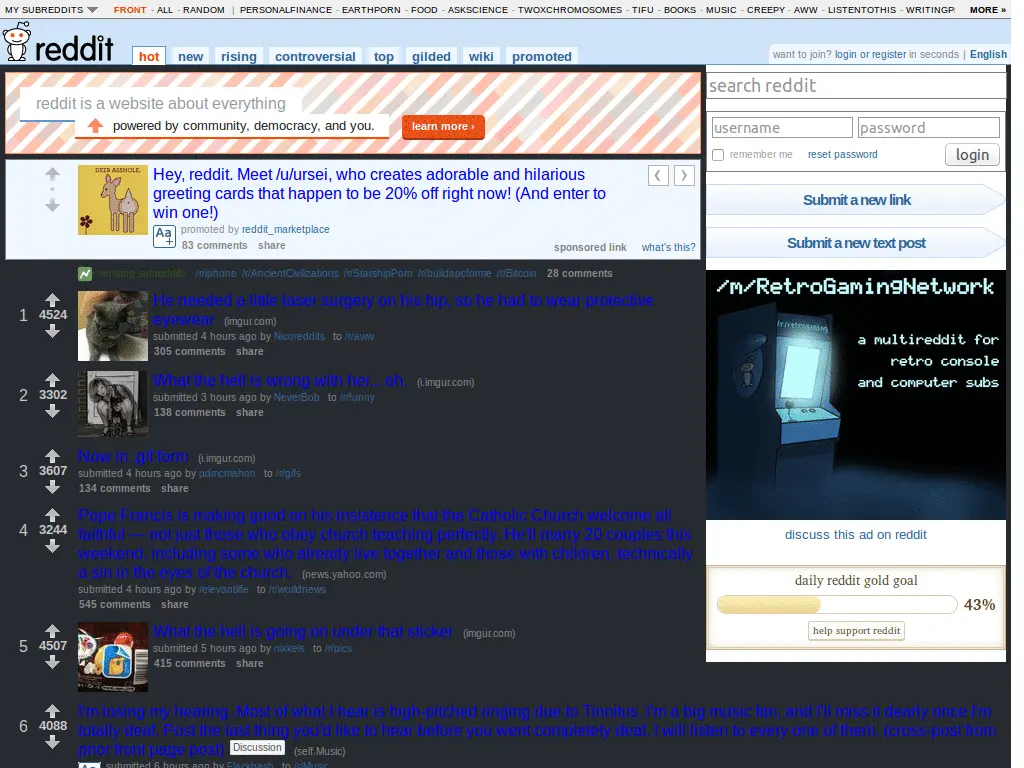 MY SUBREDDITS FRONT - ALL - RANDOM | PERSONALFINANCE - EARTHPORN - FOOD - ASKSCIENCE - TWOXCHROMOSOMES - TIFU - BOOKS - MUSIC - CREEPY - AWW - LISTENTOTHIS - WRITINGP MORE »
reddit hot new rising controversial top gilded wiki promoted
want to join? login or register in seconds | English
reddit is a website about everything
powered by community, democracy, and you.
learn more ›
search reddit
username password
remember me reset password login
Submit a new link
Submit a new text post
/m/RetroGamingNetwork
/r/retrogaming
a multireddit for
retro console
and computer subs
discuss this ad on reddit
daily reddit gold goal
43%
help support reddit
DEER ASSHOLE,
Hey, reddit. Meet /u/ursei, who creates adorable and hilarious
greeting cards that happen to be 20% off right now! (And enter to
win one!)
Aa
promoted by reddit_marketplace
83 comments share
sponsored link what's this?
trending subreddits /r/iphone /r/AncientCivilizations /r/StarshipPorn /r/buildapcforme /r/Bitcoin 28 comments
1
4524
He needed a little laser surgery on his hip, so he had to wear protective
eyewear (imgur.com)
submitted 4 hours ago by Nicoreddits to /r/aww
305 comments share
2
3302
What the hell is wrong with her... oh. (i.imgur.com)
submitted 3 hours ago by NeverBob to /r/funny
138 comments share
3
3607
Now in .gif form (i.imgur.com)
submitted 4 hours ago by pdmcmahon to /r/gifs
134 comments share
4
3244
Pope Francis is making good on his insistence that the Catholic Church welcome all
faithful — not just those who obey church teaching perfectly. He'll marry 20 couples this
weekend, including some who already live together and those with children, technically
a sin in the eyes of the church. (news.yahoo.com)
submitted 4 hours ago by relevantlife to /r/worldnews
545 comments share
5
4507
What the hell is going on under that sticker (imgur.com)
submitted 5 hours ago by nixkels to /r/pics
415 comments share
6
4088
I'm losing my hearing. Most of what I hear is high-pitched ringing due to Tinnitus. I'm a big music fan, and I'll miss it dearly once I'm
totally deaf. Post the last thing you'd like to hear before you went completely deaf. I will listen to every one of them. (cross-post from
prior front page post) Discussion (self.Music)
submitted 6 hours ago by Flackbash to /r/Music